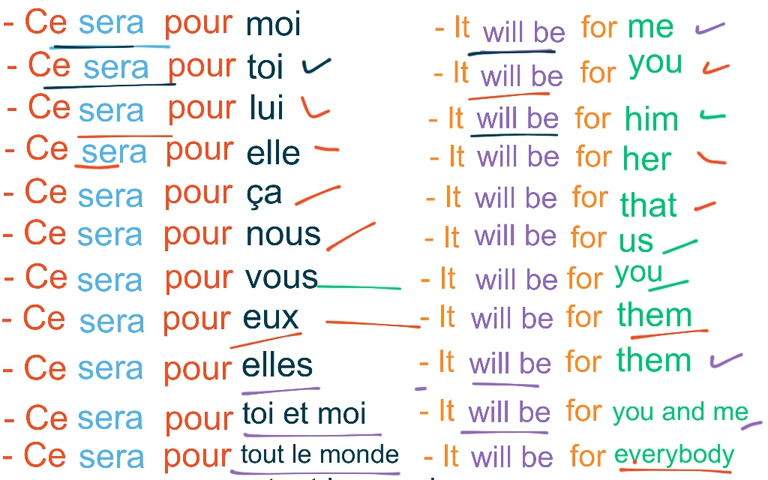 - Ce sera pour moi - It will be for me
- Ce sera pour toi - It will be for you
- Ce sera pour lui - It will be for him
- Ce sera pour elle - It will be for her
- Ce sera pour ça - It will be for that
- Ce sera pour nous - It will be for us
- Ce sera pour vous - It will be for you
- Ce sera pour eux - It will be for them
- Ce sera pour elles - It will be for them
- Ce sera pour toi et moi - It will be for you and me
- Ce sera pour tout le monde - It will be for everybody